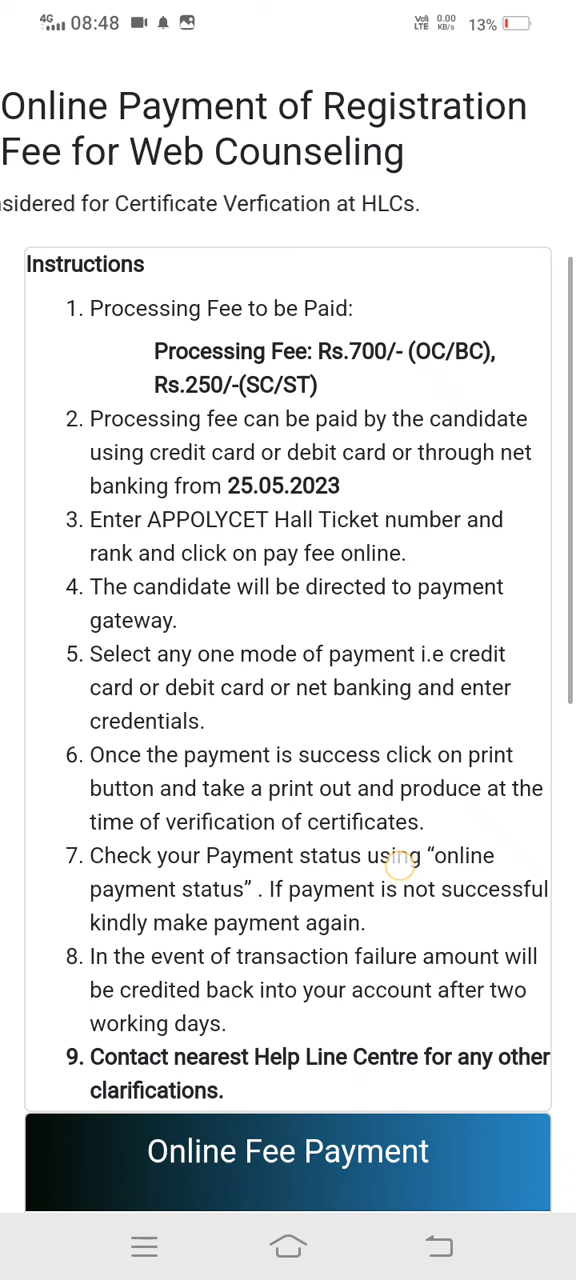 4G 08:48 Vo) LTE 0.00 KB/s 13%
Online Payment of Registration
Fee for Web Counseling
nsidered for Certificate Verfication at HLCs.
Instructions
1. Processing Fee to be Paid:
Processing Fee: Rs.700/- (OC/BC),
Rs.250/-(SC/ST)
2. Processing fee can be paid by the candidate
using credit card or debit card or through net
banking from 25.05.2023
3. Enter APPOLYCET Hall Ticket number and
rank and click on pay fee online.
4. The candidate will be directed to payment
gateway.
5. Select any one mode of payment i.e credit
card or debit card or net banking and enter
credentials.
6. Once the payment is success click on print
button and take a print out and produce at the
time of verification of certificates.
7. Check your Payment status using “online
payment status” . If payment is not successful
kindly make payment again.
8. In the event of transaction failure amount will
be credited back into your account after two
working days.
9. Contact nearest Help Line Centre for any other
clarifications.
Online Fee Payment